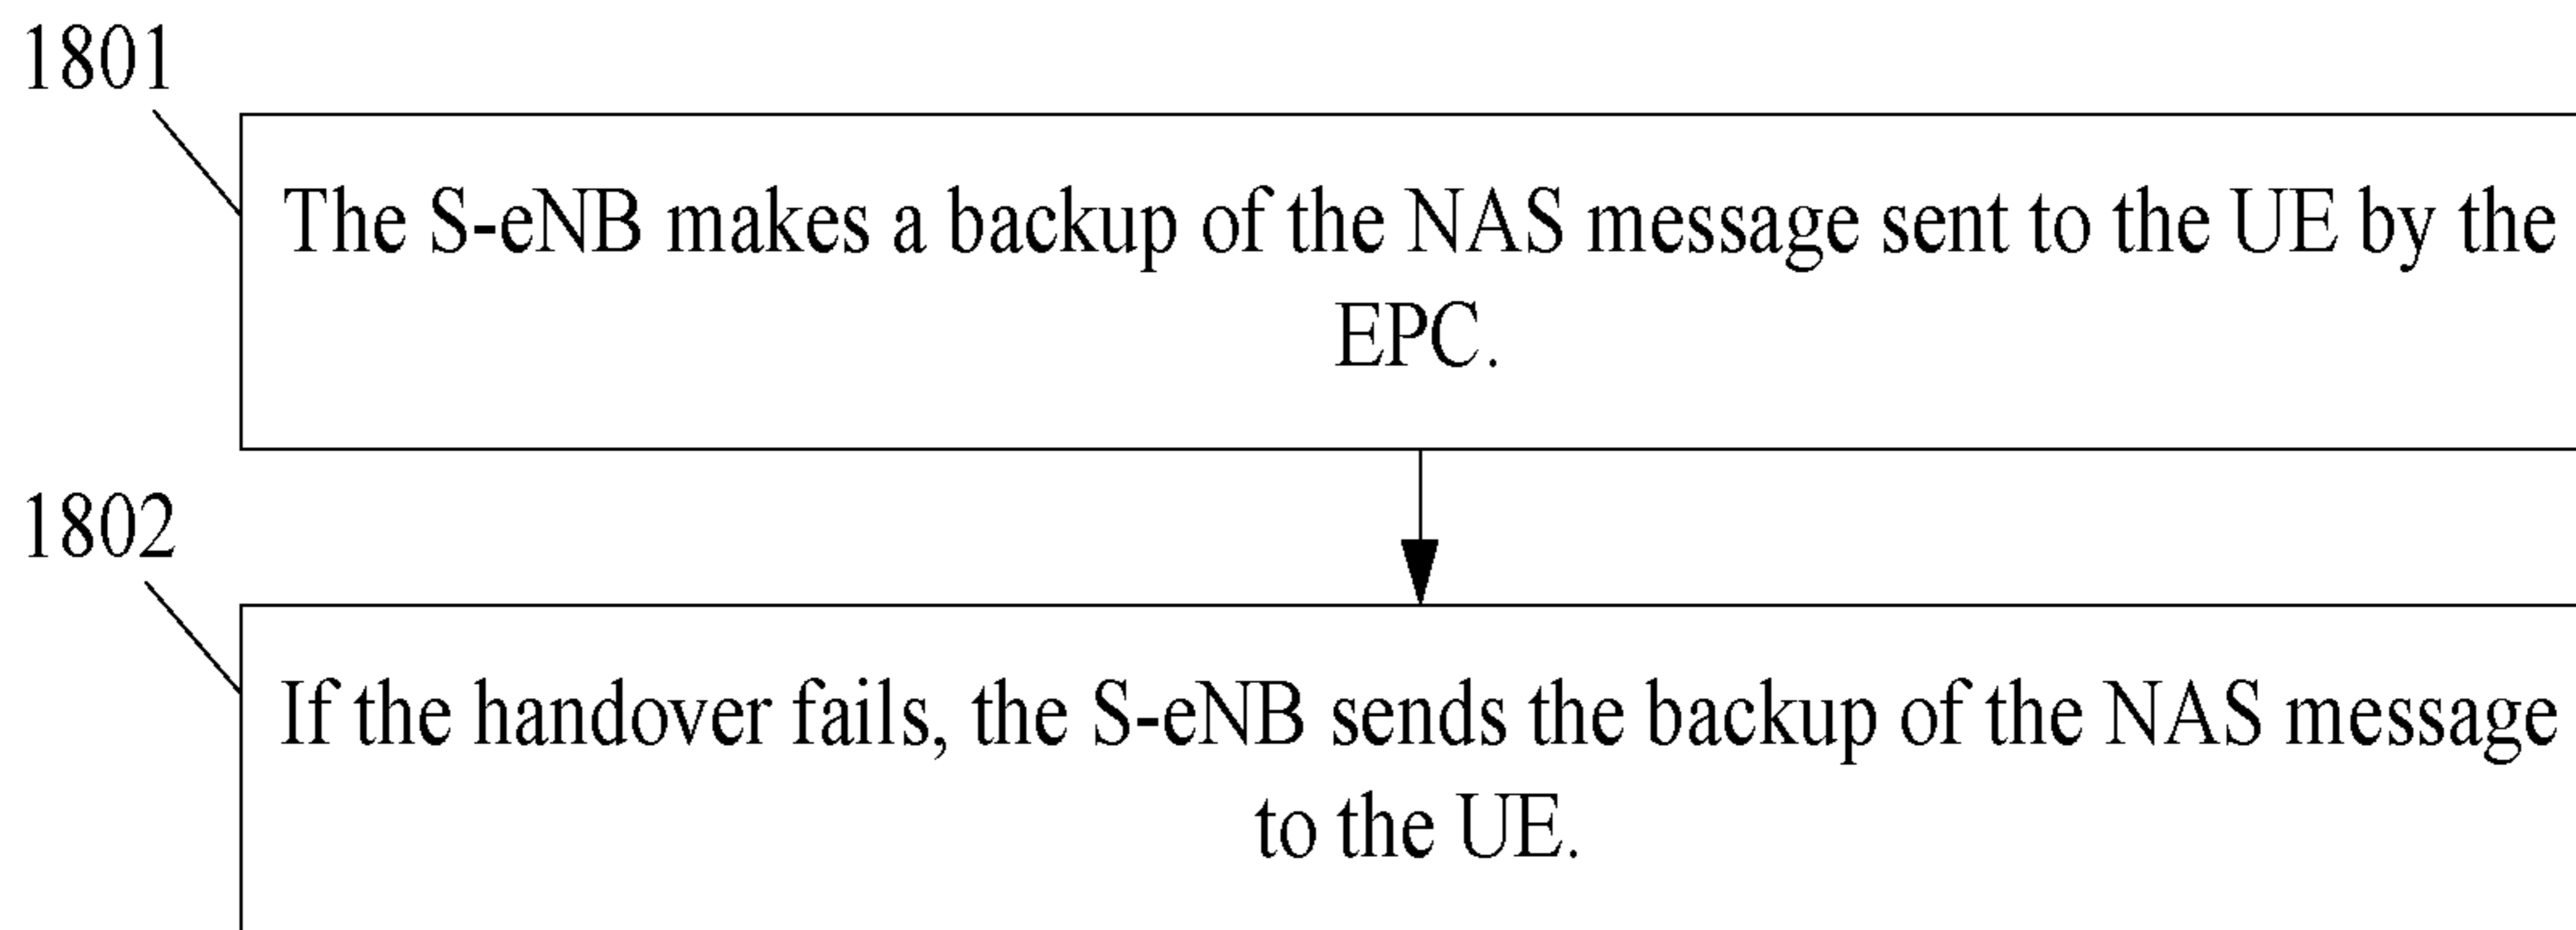 1801
The S-eNB makes a backup of the NAS message sent to the UE by the
EPC.
1802
If the handover fails, the S-eNB sends the backup of the NAS message
to the UE.